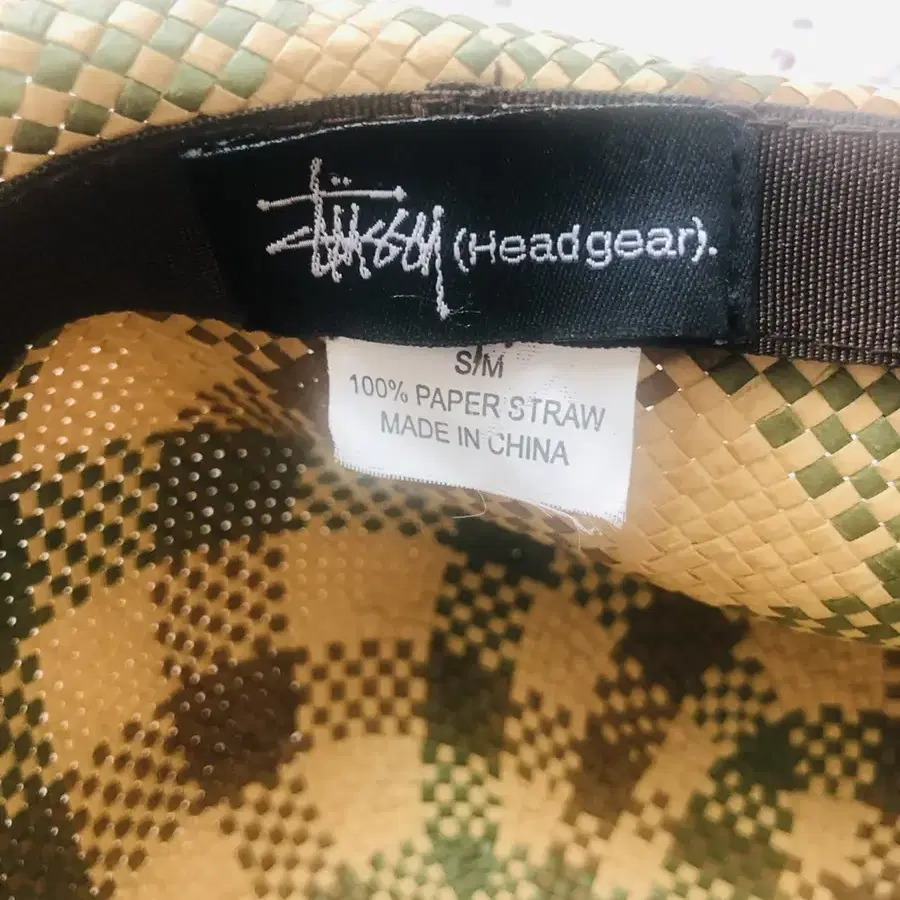 Stüssy (Headgear).
S/M
100% PAPER STRAW
MADE IN CHINA